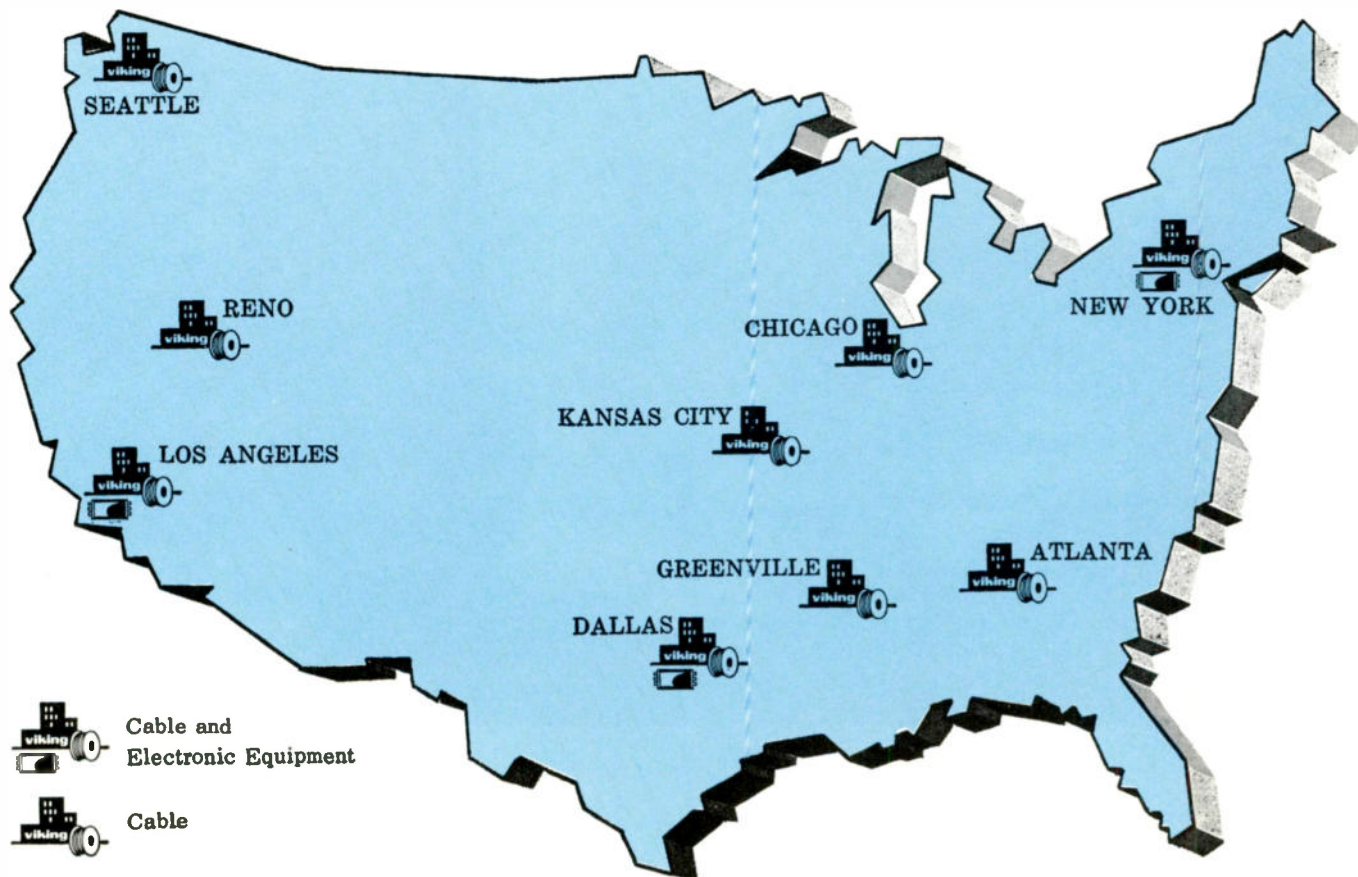 viking
SEATTLE
viking
RENO
viking
CHICAGO
viking
NEW YORK
viking
KANSAS CITY
viking
LOS ANGELES
viking
GREENVILLE
viking
ATLANTA
viking
DALLAS
viking
viking
Cable and
Electronic Equipment
viking
Cable